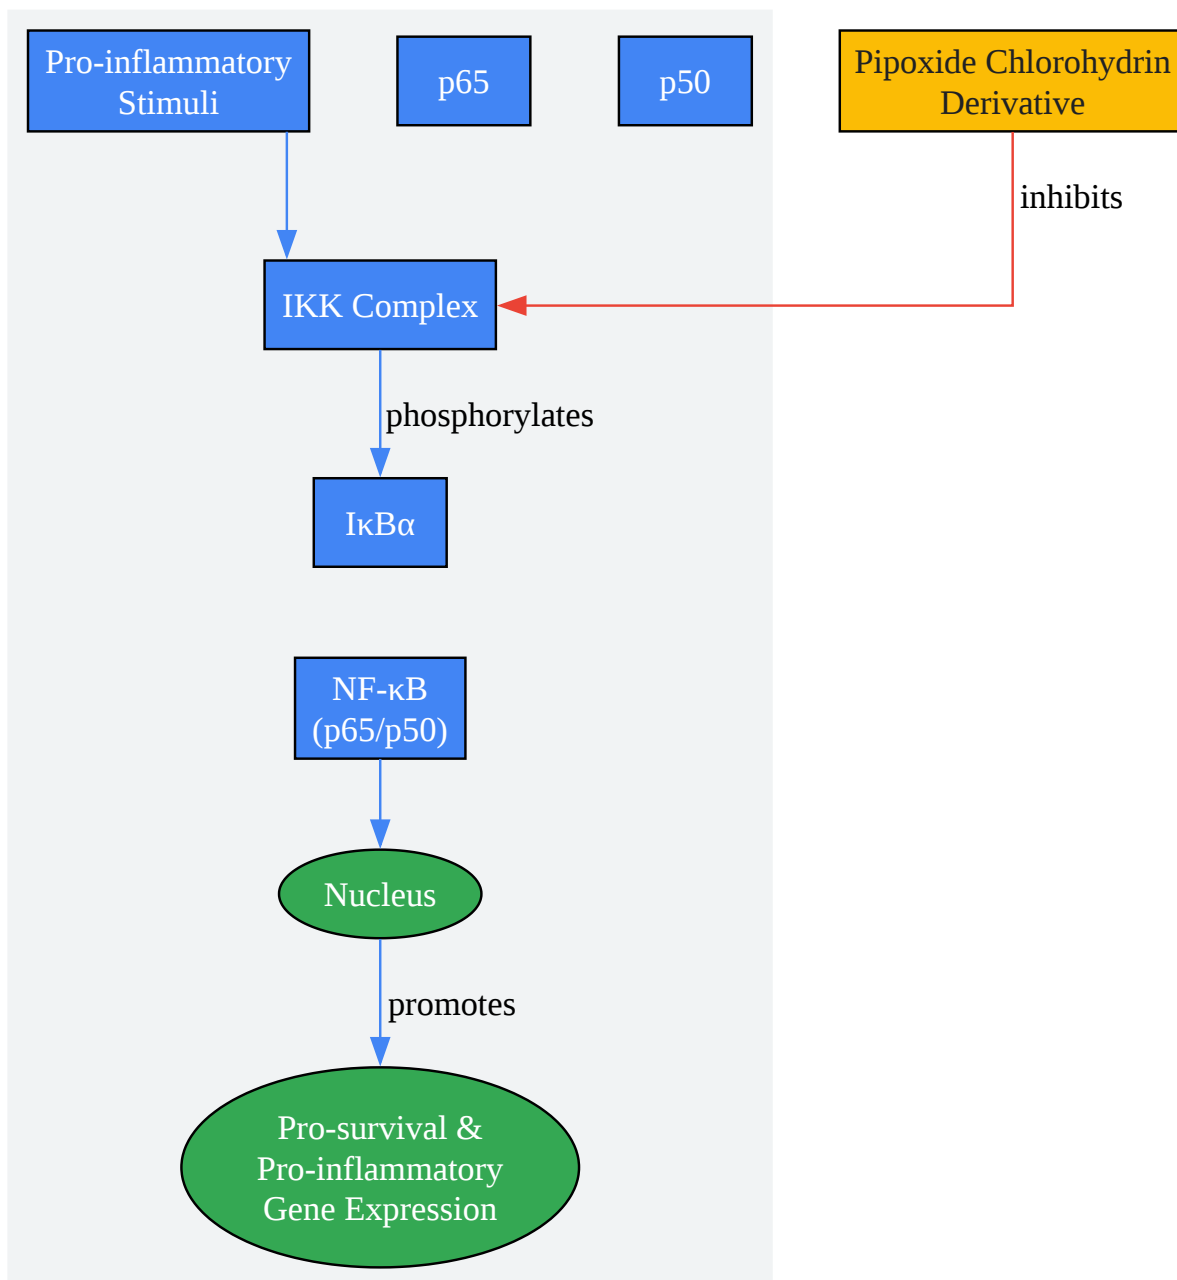 Pro-inflammatory
Stimuli
p65
p50
Pipoxide Chlorohydrin
Derivative
inhibits
IKK Complex
phosphorylates
IκBα
NF-κB
(p65/p50)
Nucleus
promotes
Pro-survival &
Pro-inflammatory
Gene Expression